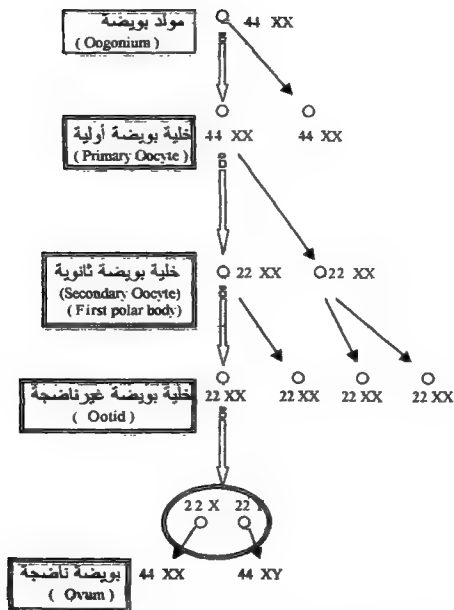 مولد بويضة
44 XX
( Oogonium )
خلية بويضة أولية
44 XX 44 XX
( Primary Oocyte )
خلية بويضة ثانوية
22 XX 22 XX
(Secondary Oocyte)
( First polar body)
خلية بويضة غيرناضجة
22 XX 22 XX 22 XX 22 XX
( Ootid )
22 X 22
بويضة ناضجة
44 XX 44 XY
( Ovum )